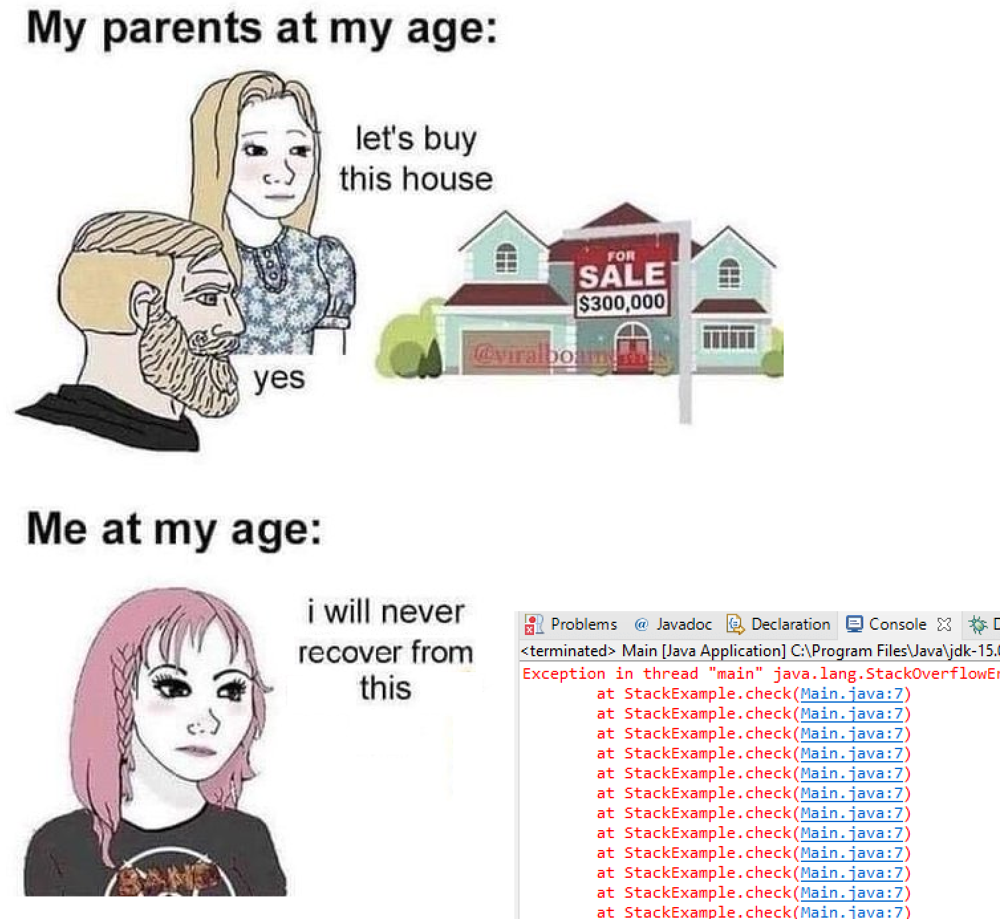 My parents at my age:
let's buy
this house
FOR
SALE
$300,000
yes
Me at my age:
i will never
recover from
this
Problems @ Javadoc Declaration Console D
<terminated> Main [Java Application] C:\Program Files\Java\jdk-15.0
Exception in thread "main" java.lang.StackOverflowEr
at StackExample.check(Main.java:7)
at StackExample.check(Main.java:7)
at StackExample.check(Main.java:7)
at StackExample.check(Main.java:7)
at StackExample.check(Main.java:7)
at StackExample.check(Main.java:7)
at StackExample.check(Main.java:7)
at StackExample.check(Main.java:7)
at StackExample.check(Main.java:7)
at StackExample.check(Main.java:7)
at StackExample.check(Main.java:7)
at StackExample.check(Main.java:7)